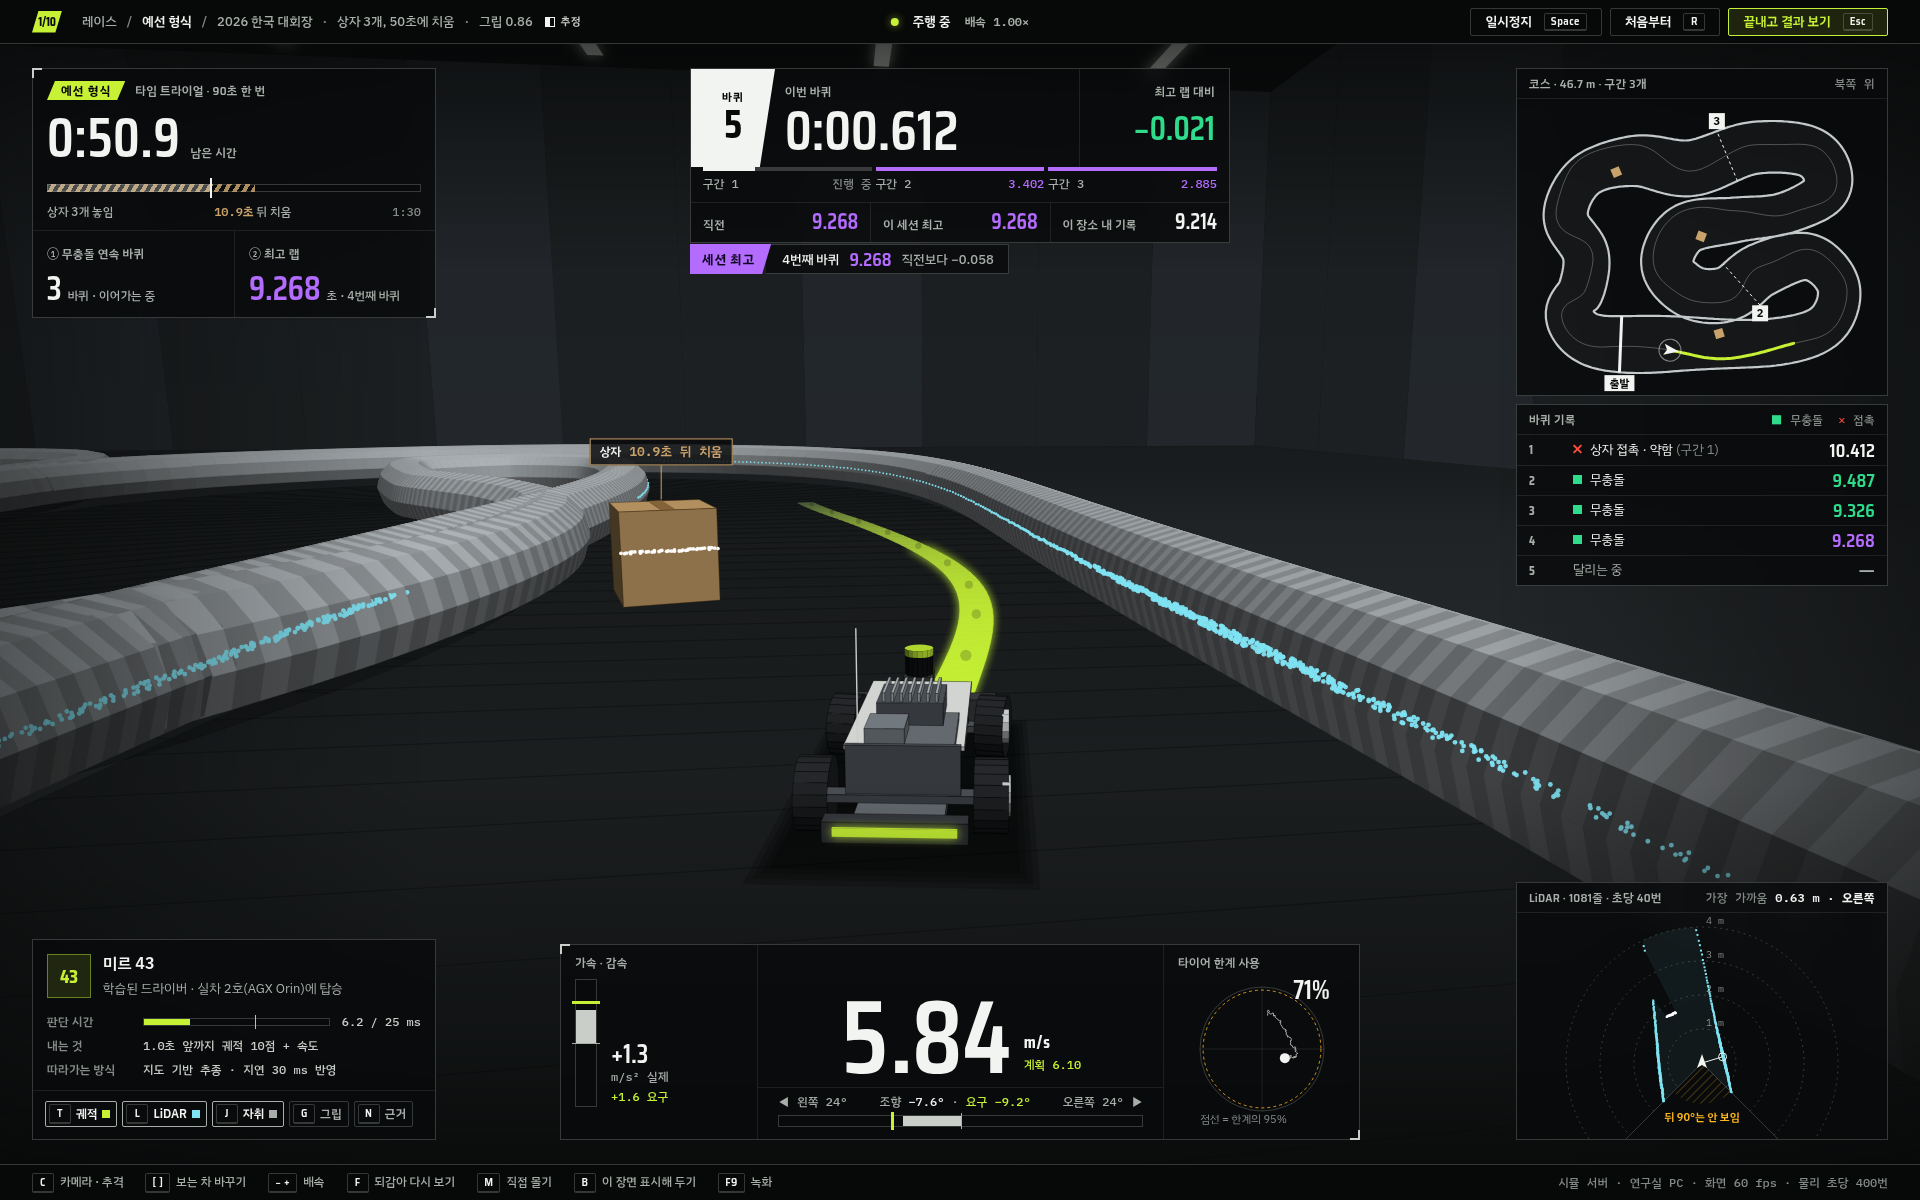 1/10 레이스 / 예선 형식 / 2026 한국 대회장 · 상자 3개, 50초에 치움 · 그립 0.86 추정
주행 중 배속 1.00×
일시정지 Space
처음부터 R
끝내고 결과 보기 Esc
예선 형식 타임 트라이얼 · 90초 한 번
0:50.9 남은 시간
상자 3개 놓임 10.9초 뒤 치움 1:30
① 무충돌 연속 바퀴
3 바퀴 · 이어가는 중
② 최고 랩
9.268 초 · 4번째 바퀴
바퀴
5
이번 바퀴
0:00.612
최고 랩 대비
−0.021
구간 1 진행 중
구간 2 3.402
구간 3 2.885
직전 9.268
이 세션 최고 9.268
이 장소 내 기록 9.214
세션 최고 4번째 바퀴 9.268 직전보다 −0.058
코스 · 46.7 m · 구간 3개 북쪽 위
3
2
출발
바퀴 기록 무충돌 × 접촉
1 × 상자 접촉 · 약함 (구간 1) 10.412
2 무충돌 9.487
3 무충돌 9.326
4 무충돌 9.268
5 달리는 중 —
상자 10.9초 뒤 치움
43
미르 43
학습된 드라이버 · 실차 2호(AGX Orin)에 탑승
판단 시간 6.2 / 25 ms
내는 것 1.0초 앞까지 궤적 10점 + 속도
따라가는 방식 지도 기반 추종 · 지연 30 ms 반영
T 궤적
L LiDAR
J 자취
G 그립
N 근거
가속 · 감속
+1.3
m/s² 실제
+1.6 요구
5.84 m/s
계획 6.10
◀ 왼쪽 24° 조향 −7.6° · 요구 −9.2° 오른쪽 24° ▶
타이어 한계 사용
71%
점선 = 한계의 95%
LiDAR · 1081줄 · 초당 40번 가장 가까움 0.63 m · 오른쪽
4 m
3 m
2 m
1 m
뒤 90°는 안 보임
C 카메라 · 추격
[ ] 보는 차 바꾸기
− + 배속
F 되감아 다시 보기
M 직접 몰기
B 이 장면 표시해 두기
F9 녹화
시뮬 서버 · 연구실 PC · 화면 60 fps · 물리 초당 400번